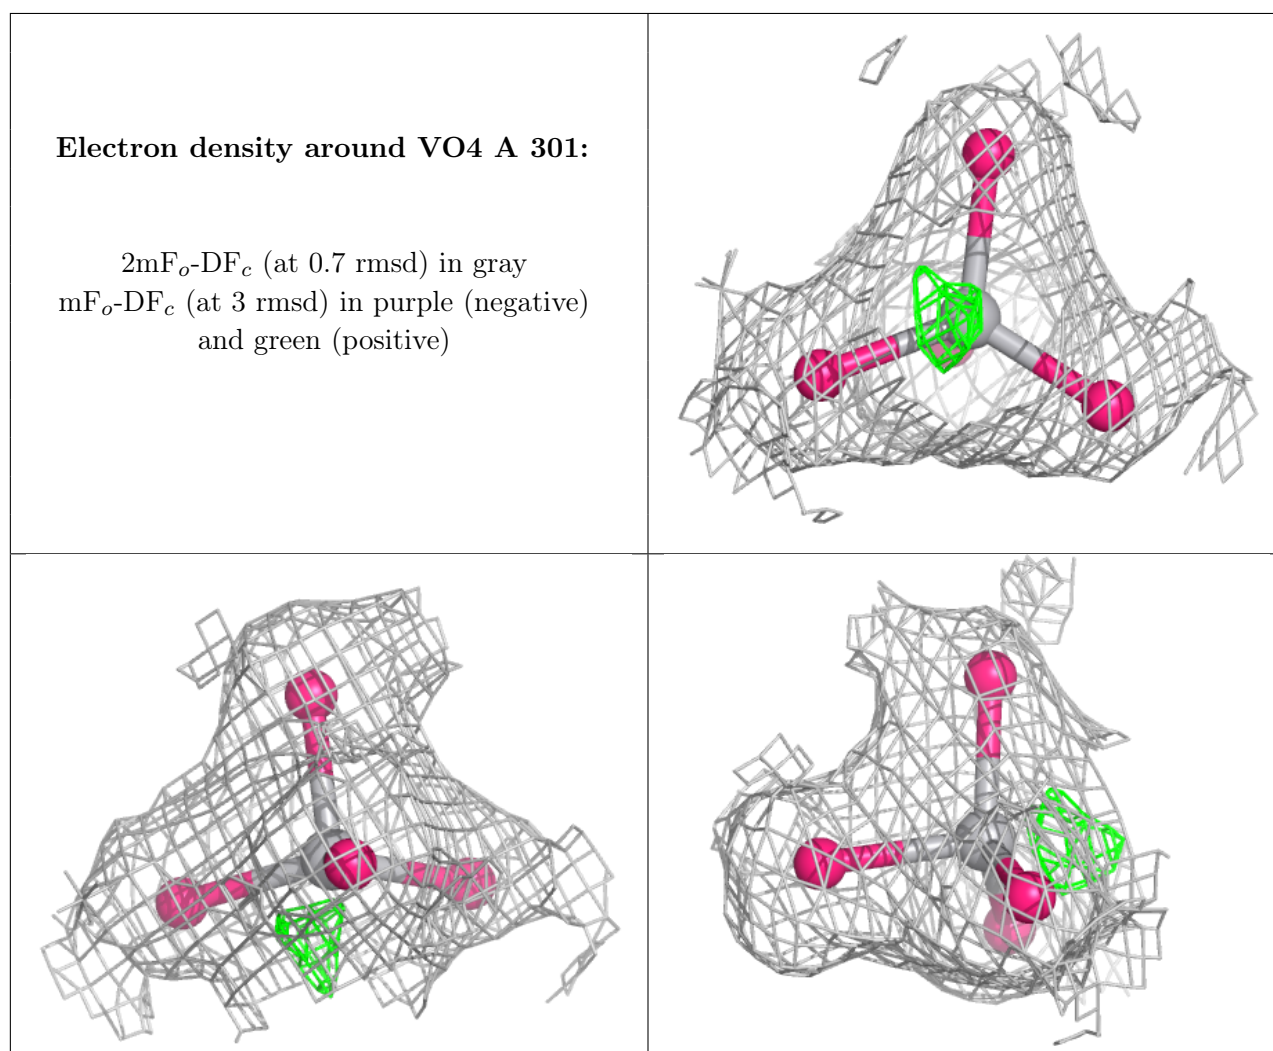 Electron density around VO4 A 301:
2mFo-DFc (at 0.7 rmsd) in gray
mFo-DFc (at 3 rmsd) in purple (negative)
and green (positive)